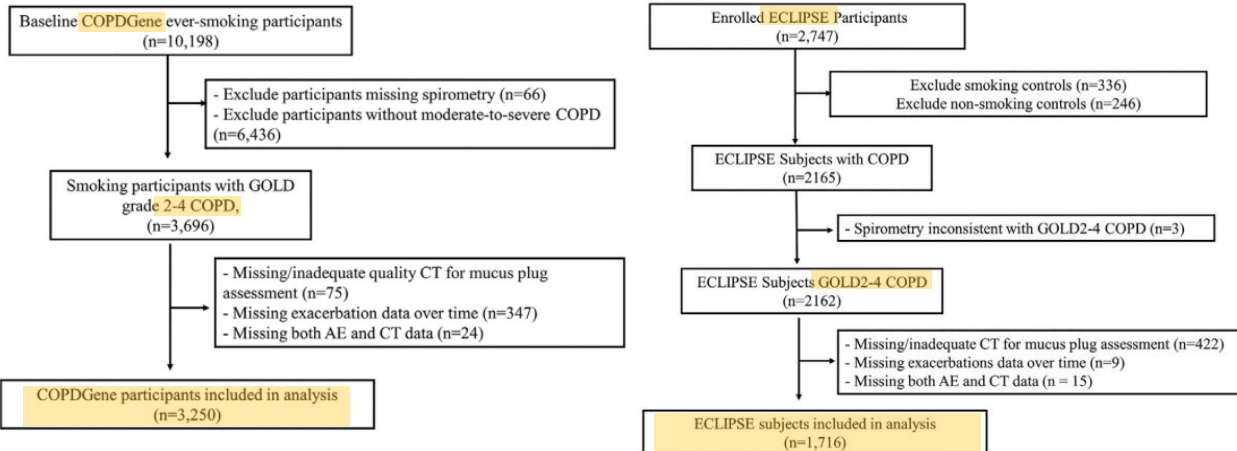 Baseline COPDGene ever-smoking participants
(n=10,198)
- Exclude participants missing spirometry (n=66)
- Exclude participants without moderate-to-severe COPD
(n=6,436)
Smoking participants with GOLD
grade 2-4 COPD,
(n=3,696)
- Missing/inadequate quality CT for mucus plug
assessment (n=75)
- Missing exacerbation data over time (n=347)
- Missing both AE and CT data (n=24)
COPDGene participants included in analysis
(n=3,250)
Enrolled ECLIPSE Participants
(n=2,747)
Exclude smoking controls (n=336)
Exclude non-smoking controls (n=246)
ECLIPSE Subjects with COPD
(n=2165)
- Spirometry inconsistent with GOLD2-4 COPD (n=3)
ECLIPSE Subjects GOLD2-4 COPD
(n=2162)
- Missing/inadequate CT for mucus plug assessment (n=422)
- Missing exacerbations data over time (n=9)
- Missing both AE and CT data (n = 15)
ECLIPSE subjects included in analysis
(n=1,716)